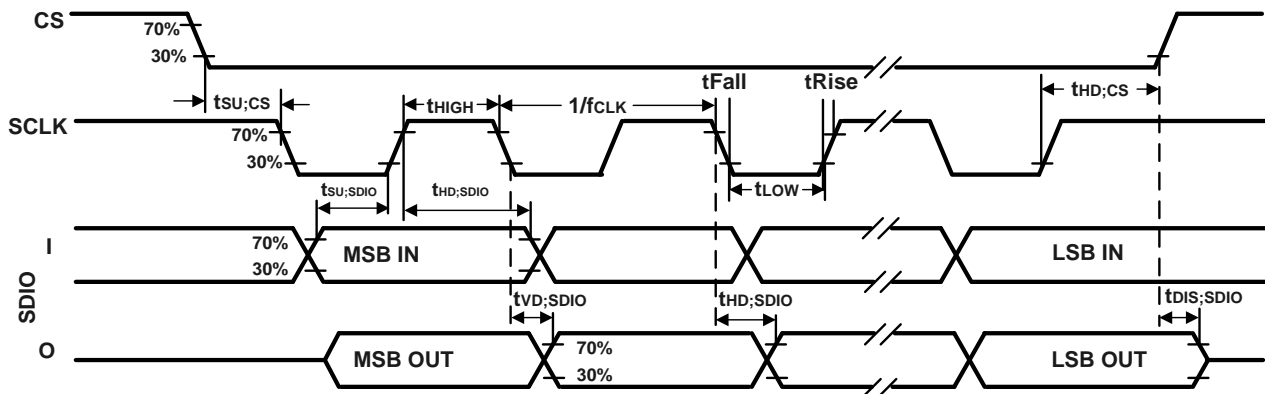 CS
70%
30%
tFall
tRise
tSU;CS
tHIGH
1/fCLK
tHD;CS
SCLK
70%
30%
tSU;SDIO
tHD;SDIO
tLOW
SDIO
I
70%
30%
MSB IN
LSB IN
tVD;SDIO
tHD;SDIO
tDIS;SDIO
O
MSB OUT
70%
30%
LSB OUT